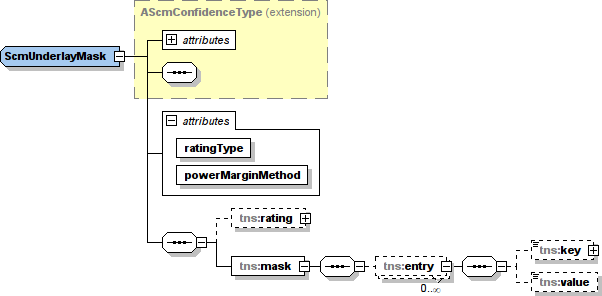 AScmConfidenceType (extension)
attributes
ScmUnderlayMask
attributes
ratingType
powerMarginMethod
tns:rating
tns:mask
tns:entry
0..∞
tns:key
tns:value